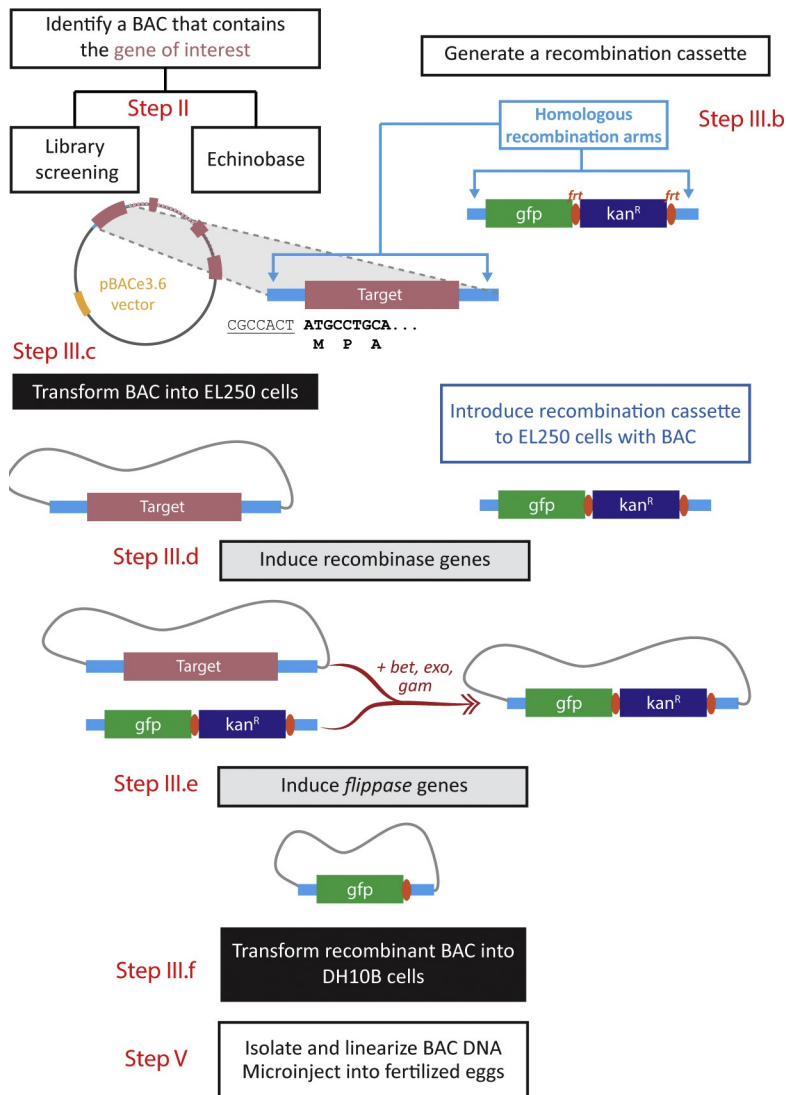 Identify a BAC that contains
the gene of interest
Generate a recombination cassette
Step II
Library
screening
Echinobase
Homologous
recombination arms
Step III.b
frt
frt
gfp
kanR
pBACe3.6
vector
Target
CGCCACT ATGCCTGCA...
M P A
Step III.c
Transform BAC into EL250 cells
Introduce recombination cassette
to EL250 cells with BAC
Target
gfp
kanR
Step III.d
Induce recombinase genes
Target
+ bet, exo,
gam
gfp
kanR
gfp
kanR
Step III.e
Induce flippase genes
gfp
Step III.f
Transform recombinant BAC into
DH10B cells
Step V
Isolate and linearize BAC DNA
Microinject into fertilized eggs